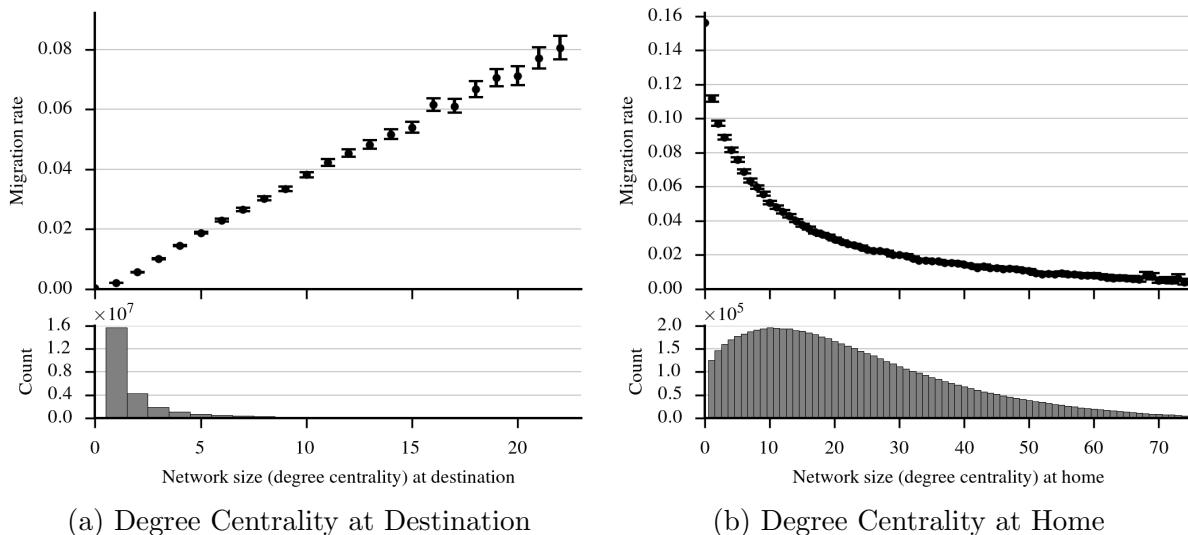 0.08
0.06
0.04
0.02
0.00
Migration rate
×10⁷
1.6
1.2
0.8
0.4
0.0
Count
0 5 10 15 20
Network size (degree centrality) at destination
(a) Degree Centrality at Destination
0.16
0.14
0.12
0.10
0.08
0.06
0.04
0.02
0.00
Migration rate
×10⁵
2.0
1.5
1.0
0.5
0.0
Count
0 10 20 30 40 50 60 70
Network size (degree centrality) at home
(b) Degree Centrality at Home